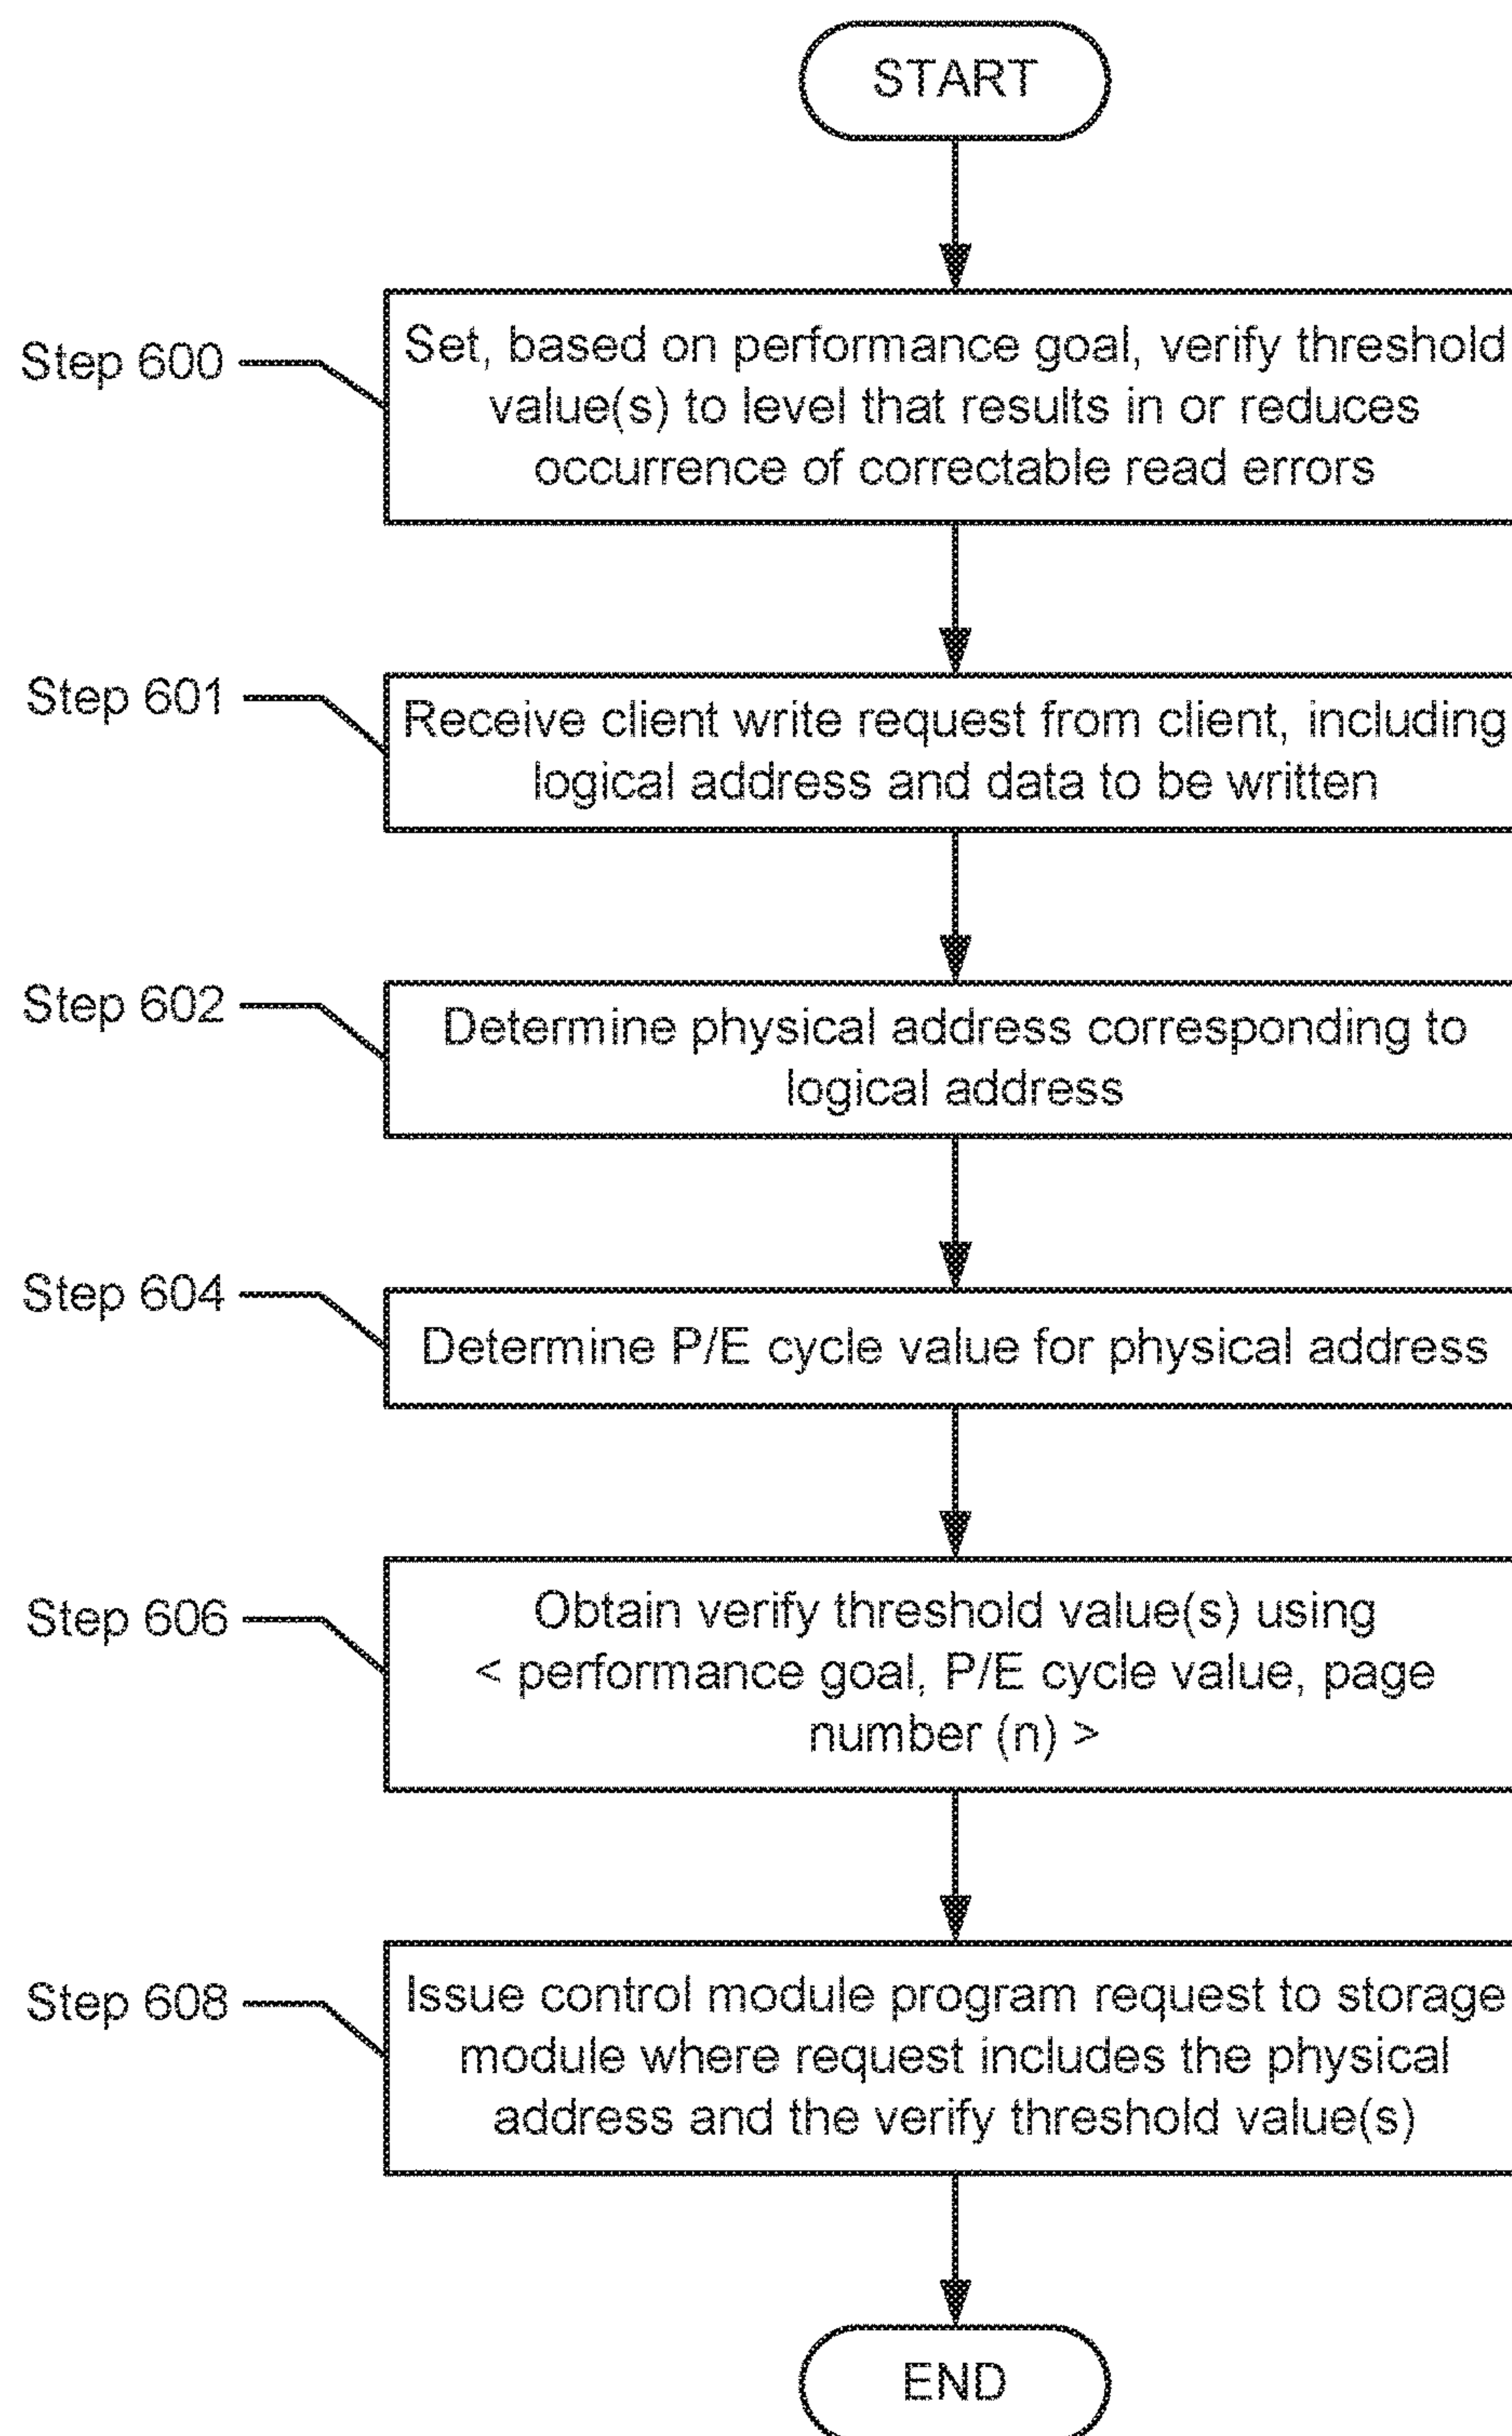 START
Step 600
Set, based on performance goal, verify threshold
value(s) to level that results in or reduces
occurrence of correctable read errors
Step 601
Receive client write request from client, including
logical address and data to be written
Step 602
Determine physical address corresponding to
logical address
Step 604
Determine P/E cycle value for physical address
Step 606
Obtain verify threshold value(s) using
< performance goal, P/E cycle value, page
number (n) >
Step 608
Issue control module program request to storage
module where request includes the physical
address and the verify threshold value(s)
END